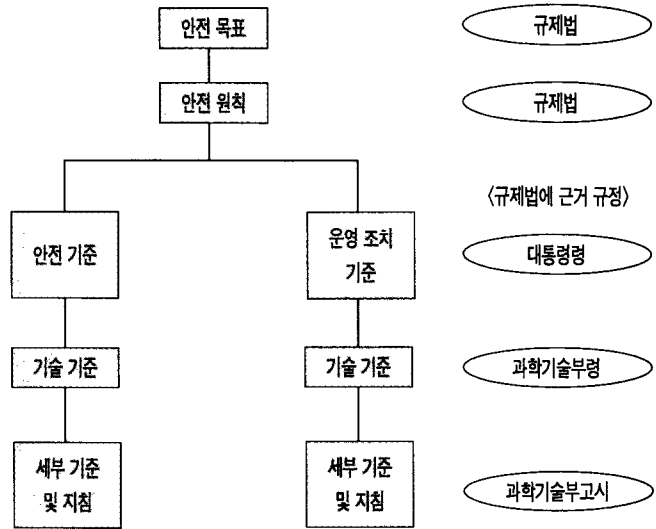 안전 목표
규제법
안전 원칙
규제법
〈규제법에 근거 규정〉
안전 기준
운영 조치
기준
대통령령
기술 기준
기술 기준
과학기술부령
세부 기준
및 지침
세부 기준
및 지침
과학기술부고시